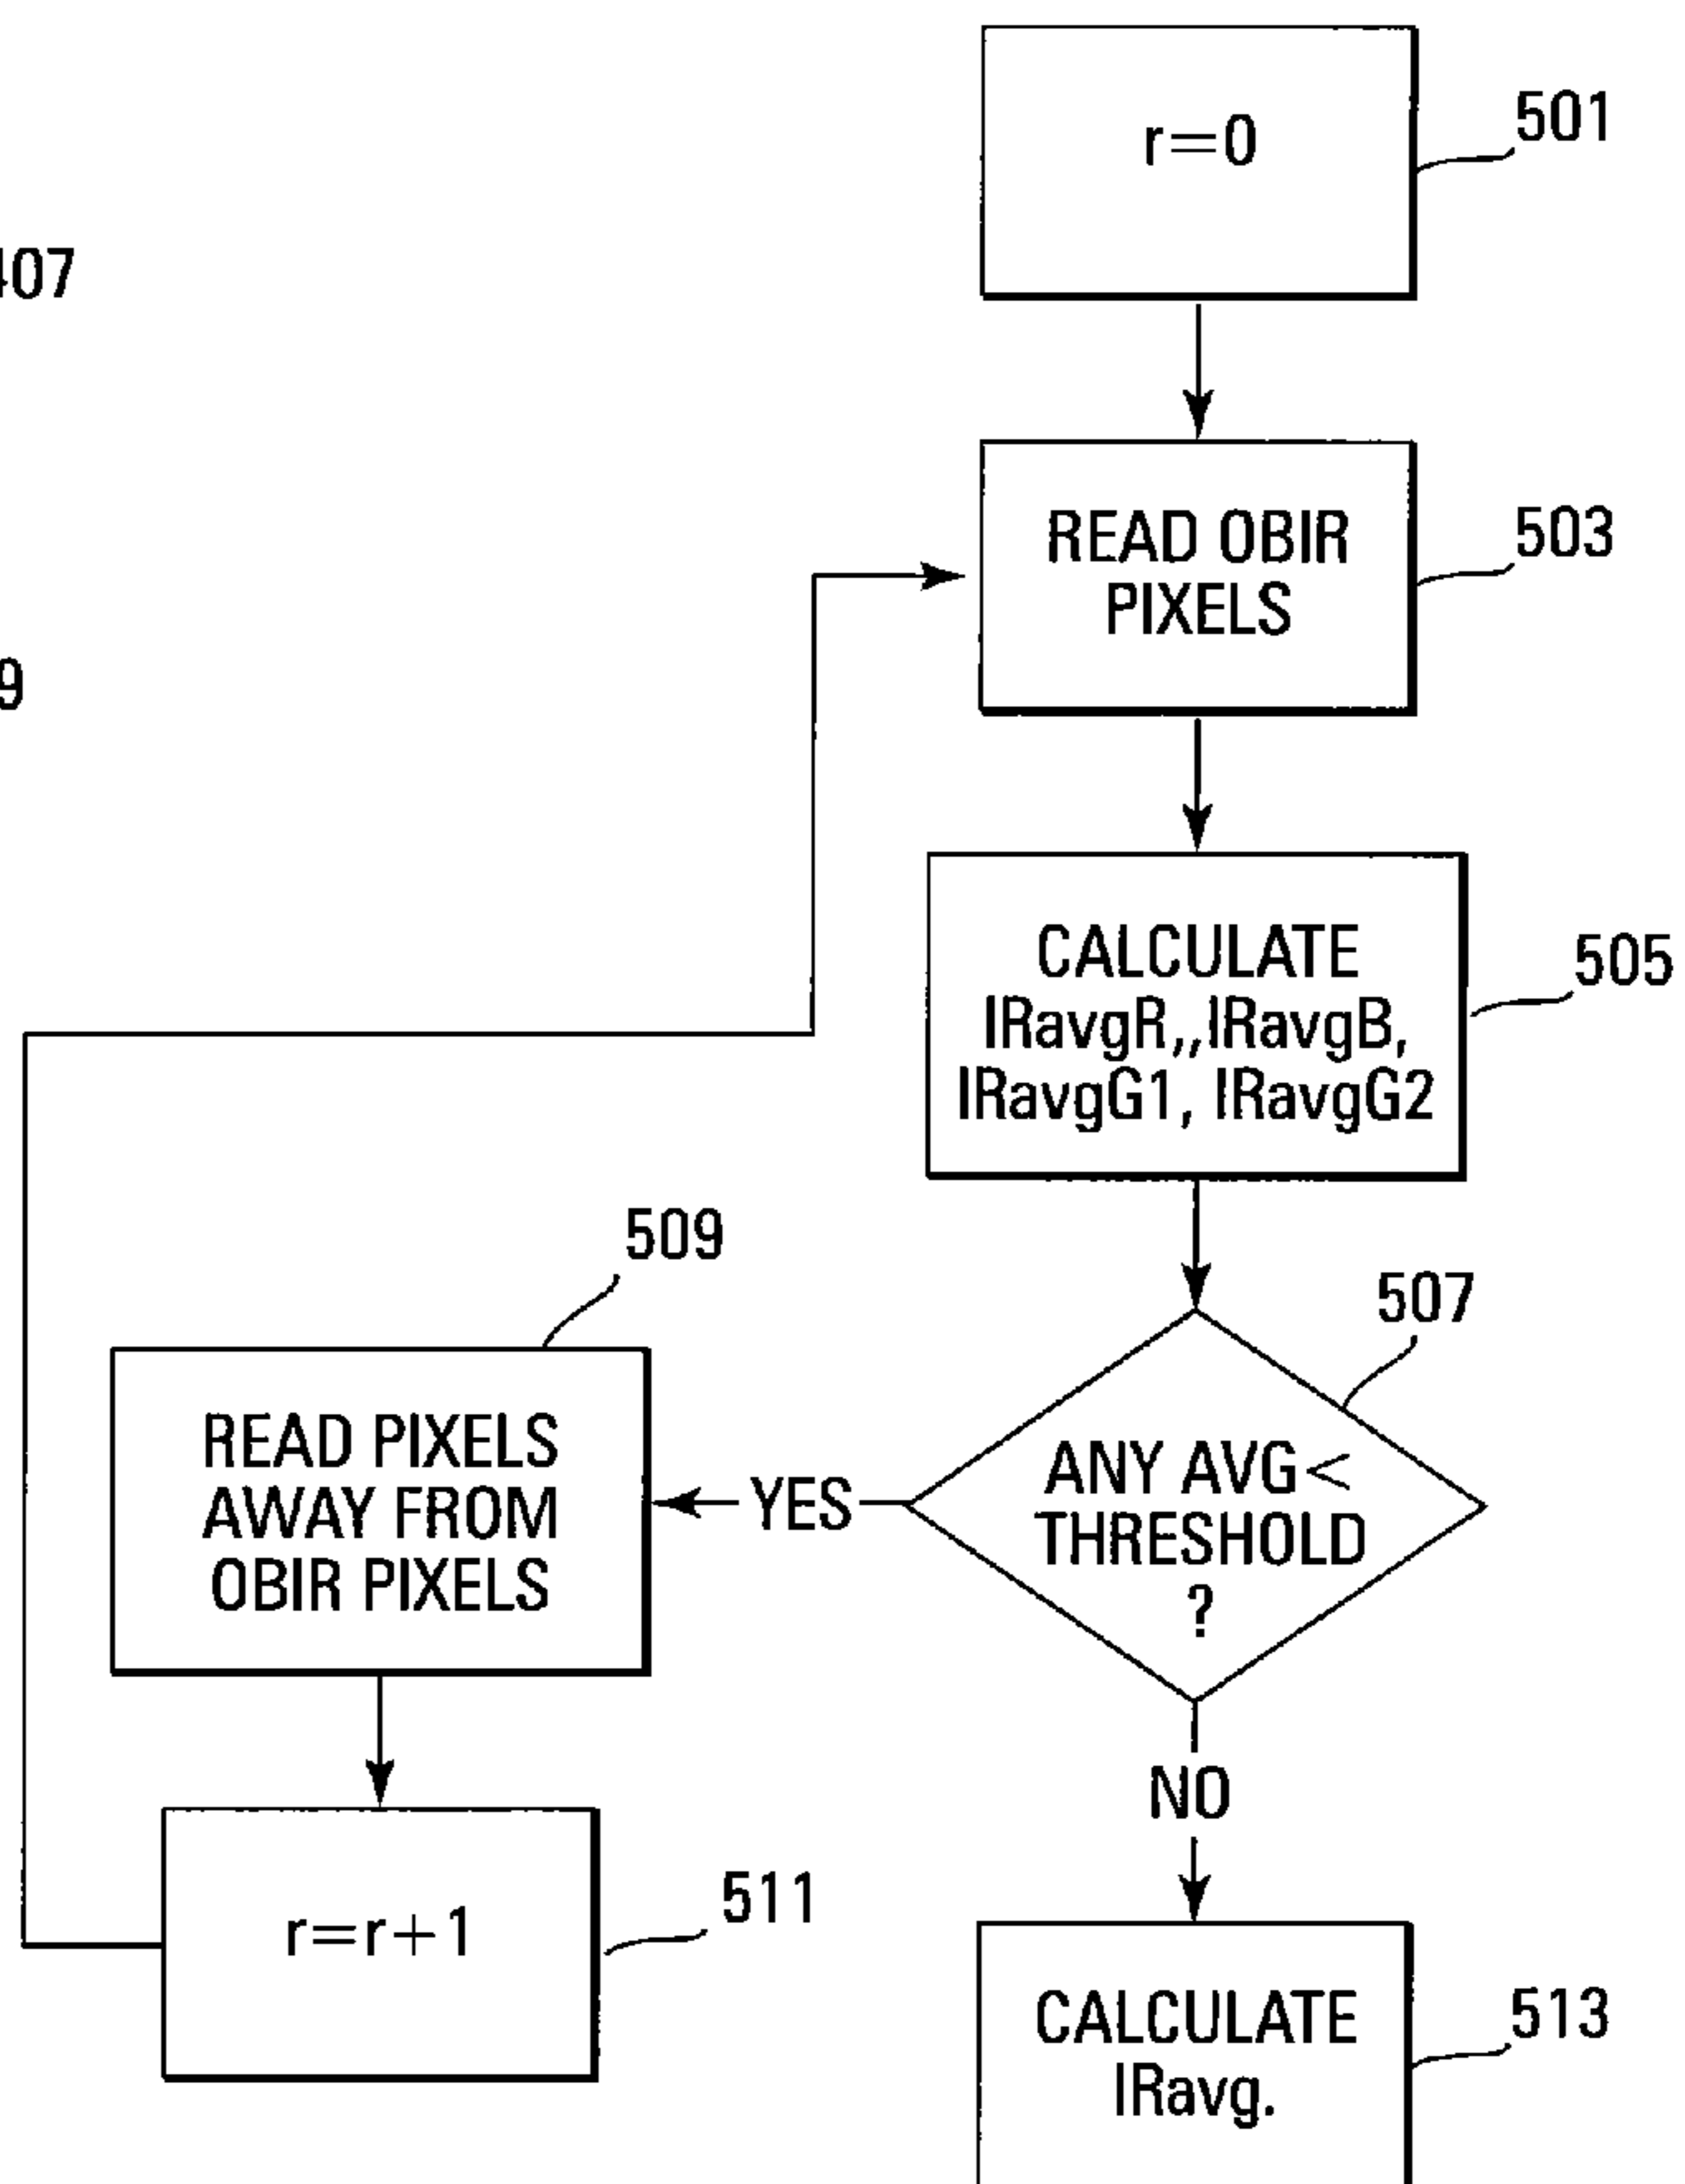 r=0
501
407
READ OBIR
PIXELS
503
9
CALCULATE
IRavgR,,IRavgB,
IRavgG1, IRavgG2
505
509
507
READ PIXELS
AWAY FROM
OBIR PIXELS
YES
ANY AVG<
THRESHOLD
?
NO
r=r+1
511
CALCULATE
IRavg.
513